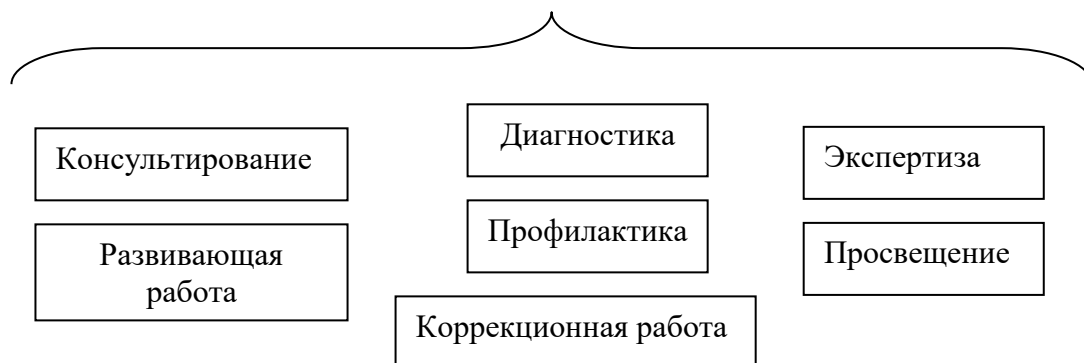 Консультирование
Развивающая
работа
Диагностика
Профилактика
Коррекционная работа
Экспертиза
Просвещение